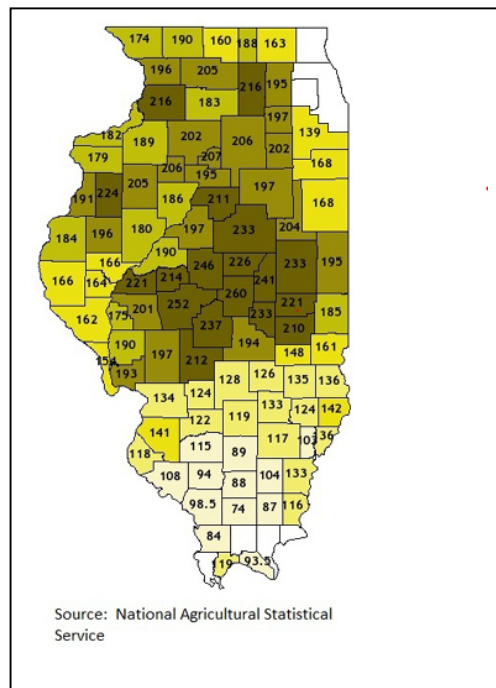 174 190 160 188 163
196 205
216 183 216 195
197
182 189 202 206 139
179 207 202 168
206 195
191 224 205 186 197 168
211
184 196 180 197 233 204
190 195
166 166 164 246 226 233
221 214 241
162 175 201 252 260 221 185
237 233 210
190 194 161
154 193 197 212 148
128 126 135 136
134 124
119 133 124 142
122
141 115 117 103 136
118 89
108 94 104 133
88
98.5 74 87 116
84
119 93.5
Source: National Agricultural Statistical
Service